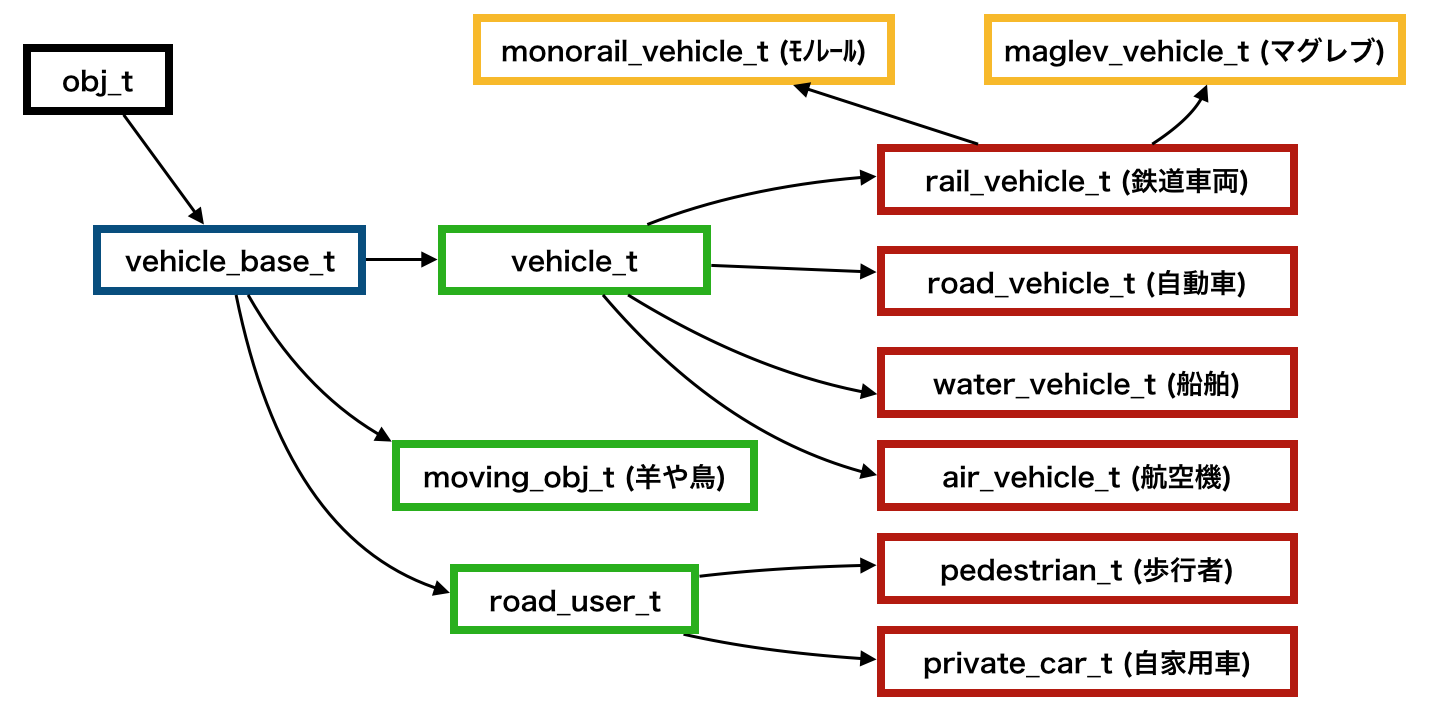 monorail_vehicle_t (ﾓﾉﾚｰﾙ)
maglev_vehicle_t (マグレブ)
obj_t
rail_vehicle_t (鉄道車両)
vehicle_base_t
vehicle_t
road_vehicle_t (自動車)
water_vehicle_t (船舶)
moving_obj_t (羊や鳥)
air_vehicle_t (航空機)
pedestrian_t (歩行者)
road_user_t
private_car_t (自家用車)